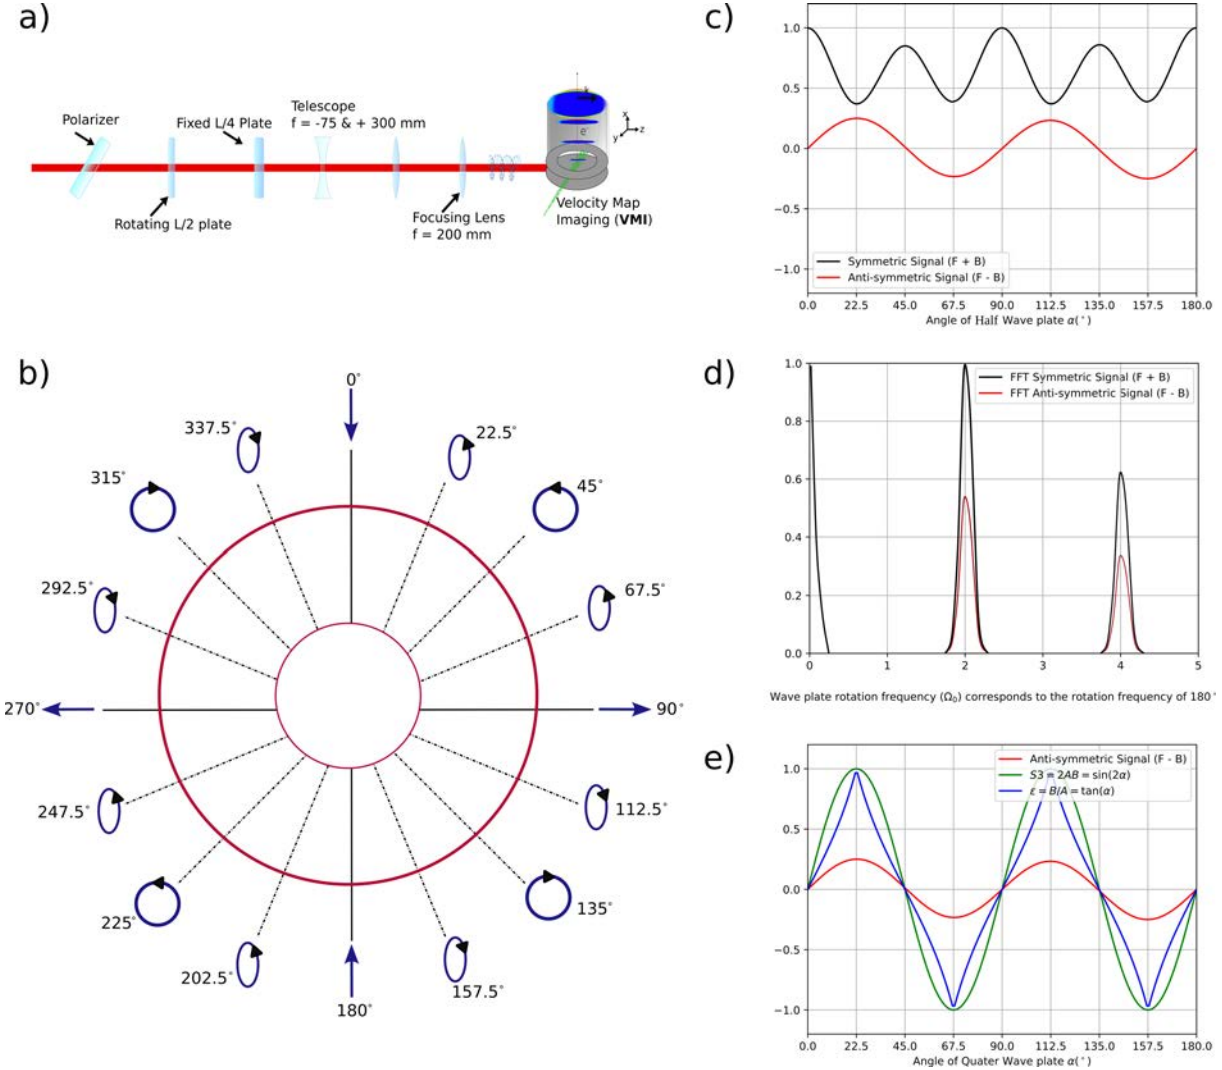 a)
Polarizer
Fixed L/4 Plate
Telescope
f = -75 & + 300 mm
Rotating L/2 plate
Focusing Lens
f = 200 mm
k
e⁻
x
y
z
Velocity Map
Imaging (VMI)
b)
0°
22.5°
45°
67.5°
90°
112.5°
135°
157.5°
180°
202.5°
225°
247.5°
270°
292.5°
315°
337.5°
c)
1.0
0.5
0.0
−0.5
−1.0
Symmetric Signal (F + B)
Anti-symmetric Signal (F - B)
0.0 22.5 45.0 67.5 90.0 112.5 135.0 157.5 180.0
Angle of Half Wave plate α(°)
d)
1.0
0.8
0.6
0.4
0.2
0.0
FFT Symmetric Signal (F + B)
FFT Anti-symmetric Signal (F - B)
0 1 2 3 4 5
Wave plate rotation frequency (Ω₀) corresponds to the rotation frequency of 180°
e)
1.0
0.5
0.0
−0.5
−1.0
Anti-symmetric Signal (F - B)
S3 = 2AB = sin(2α)
ε = B/A = tan(α)
0.0 22.5 45.0 67.5 90.0 112.5 135.0 157.5 180.0
Angle of Quater Wave plate α(°)